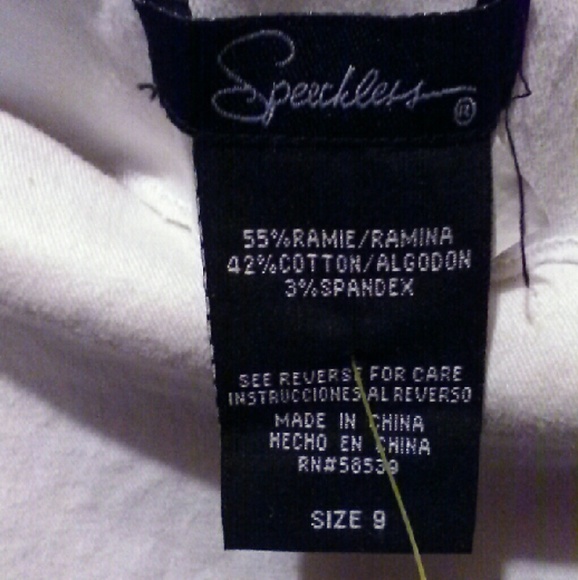 Speckless®
55%RAMIE/RAMINA
42%COTTON/ALGODON
3%SPANDEX
SEE REVERSE FOR CARE
INSTRUCCIONES AL REVERSO
MADE IN CHINA
HECHO EN CHINA
RN#58539
SIZE 9